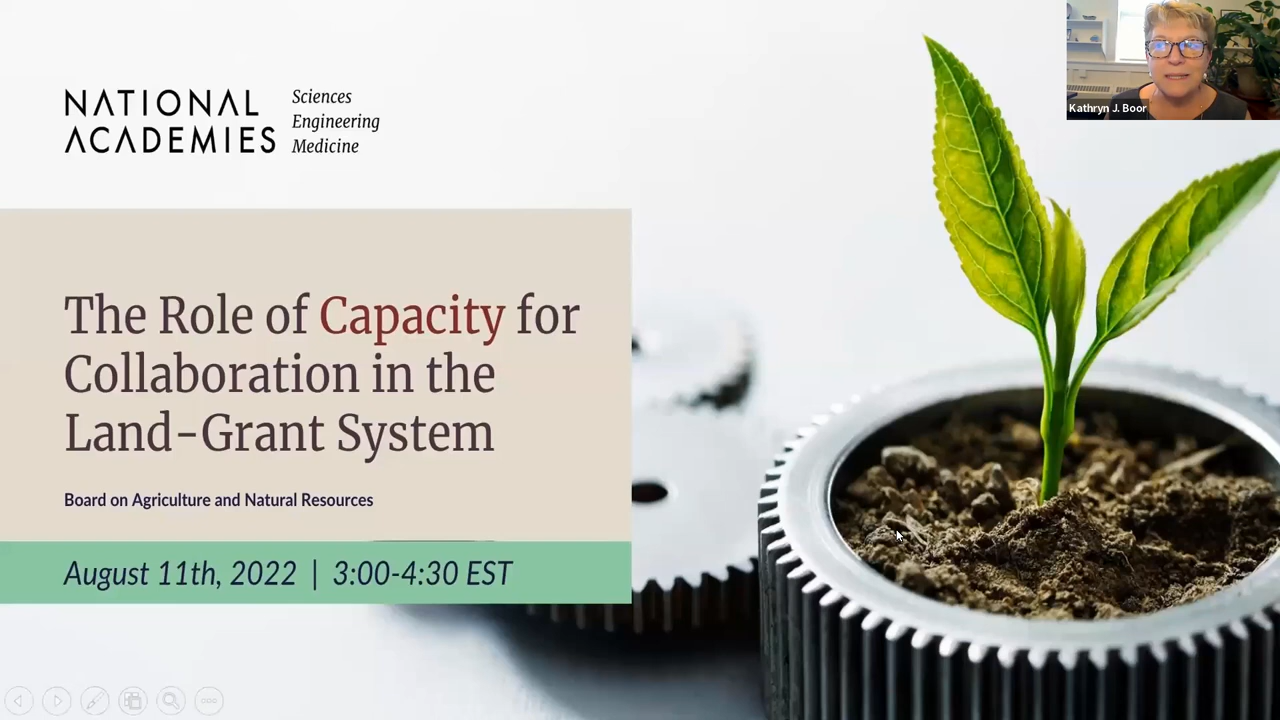 NATIONAL
ACADEMIES
Sciences
Engineering
Medicine
Kathryn J. Boor
The Role of Capacity for
Collaboration in the
Land-Grant System
Board on Agriculture and Natural Resources
August 11th, 2022 | 3:00-4:30 EST